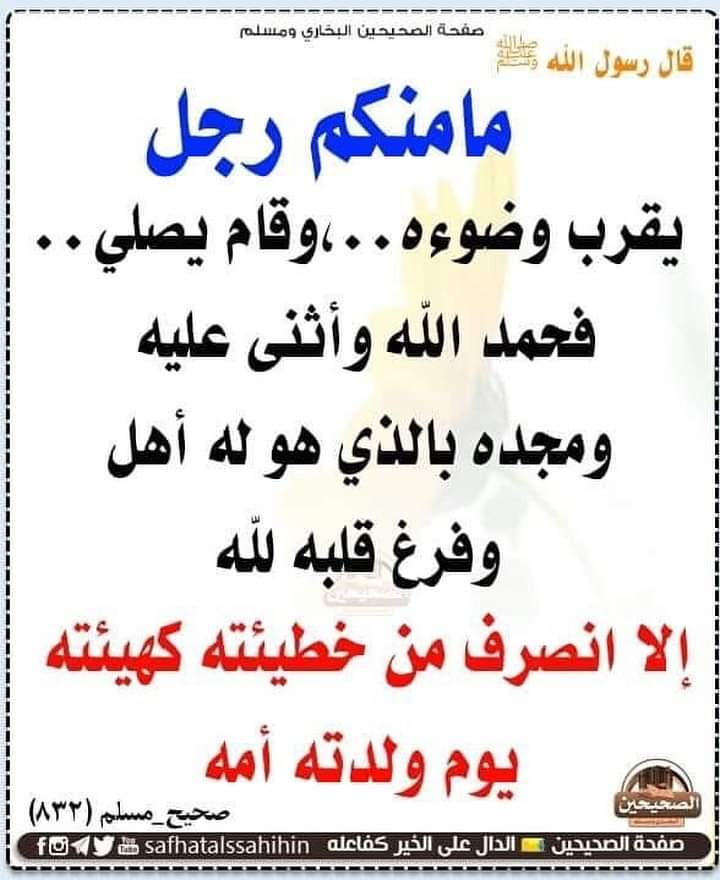 صفحة الصحيحين البخاري ومسلم
قال رسول الله ﷺ
مامنكم رجل
يقرب وضوءه..،وقام يصلي..
فحمد الله وأثنى عليه
ومجده بالذي هو له أهل
وفرغ قلبه لله
إلا انصرف من خطيئته كهيئته
يوم ولدته أمه
صحيح_مسلم (٨٣٢)
الصحيحين
صفحة الصحيحين الدال على الخير كفاعله safhatalssahihin